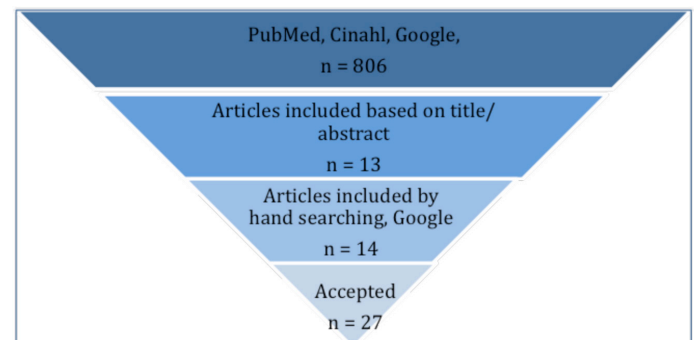 PubMed, Cinahl, Google,
n = 806
Articles included based on title/
abstract
n = 13
Articles included by
hand searching, Google
n = 14
Accepted
n = 27